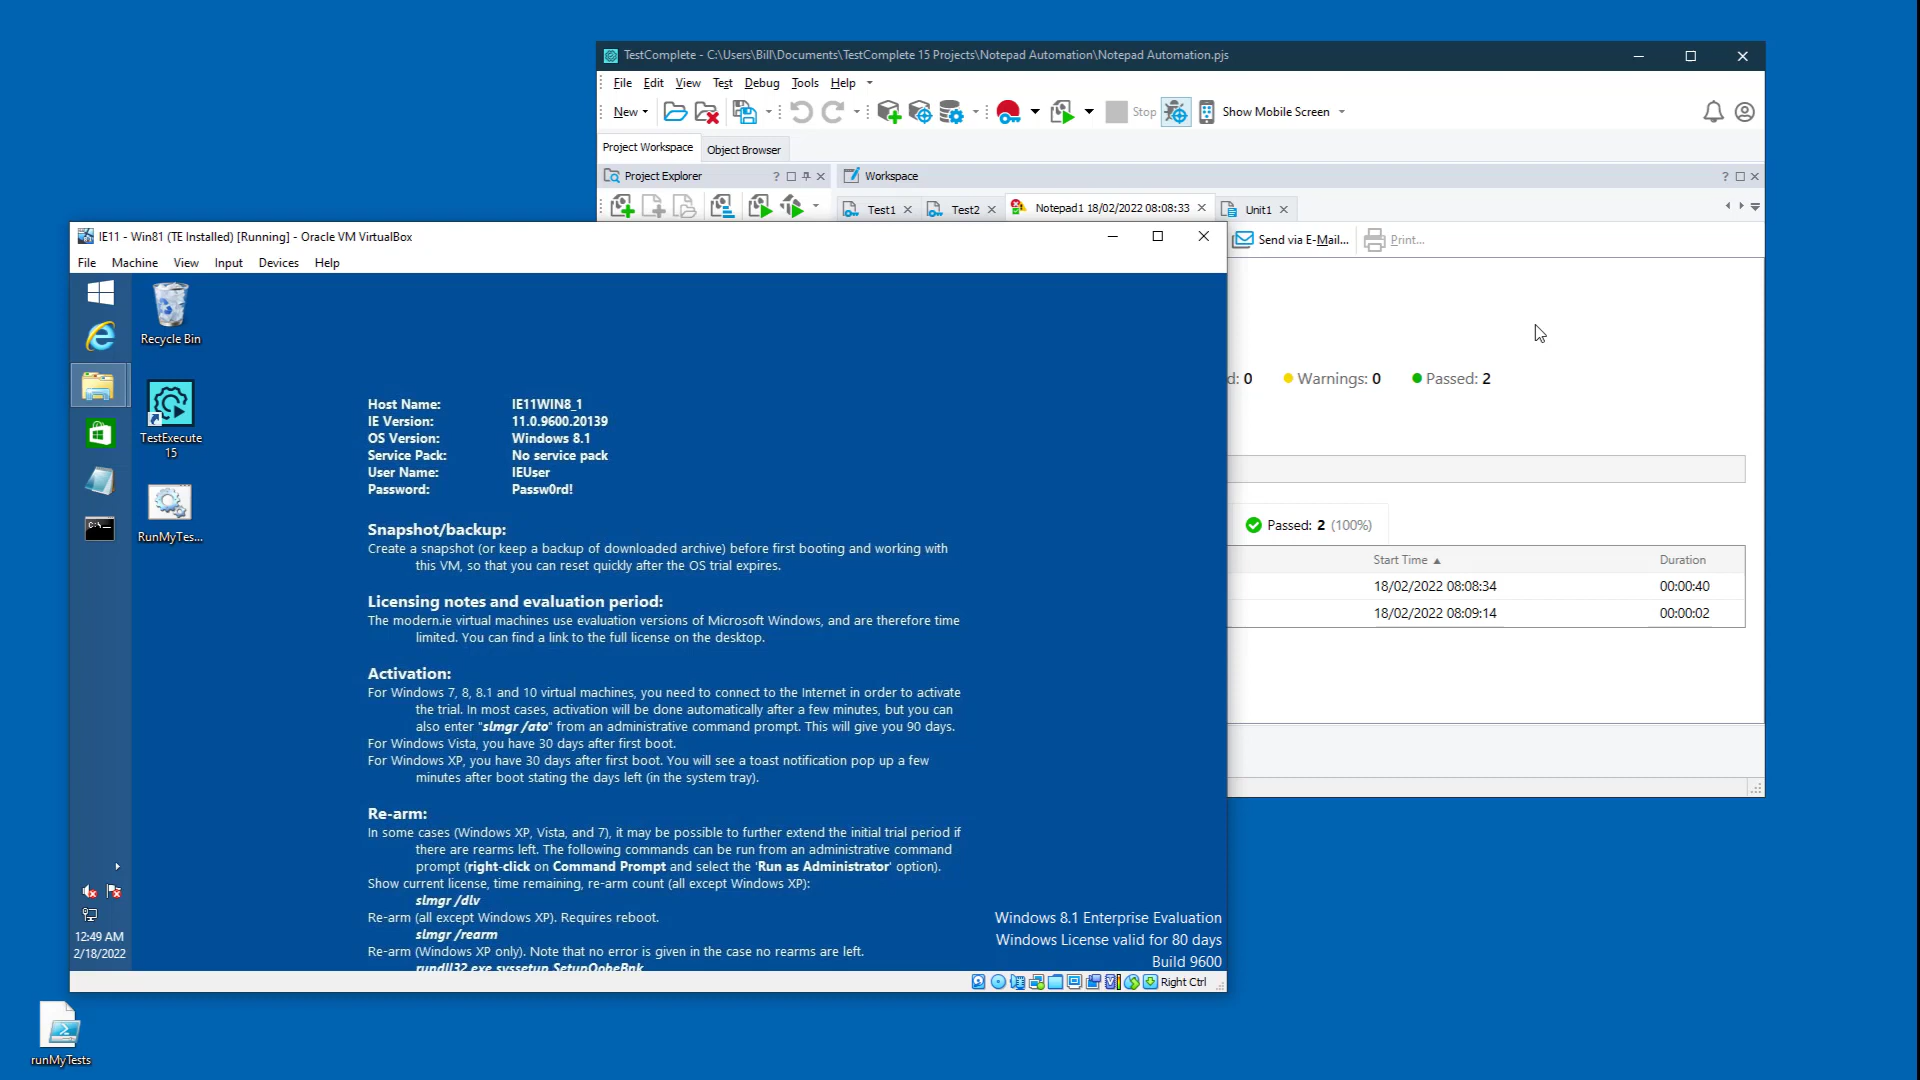 TestComplete - C:\Users\Bill\Documents\TestComplete 15 Projects\Notepad Automation\Notepad Automation.pjs
File Edit View Test Debug Tools Help
New Stop Show Mobile Screen
Project Workspace Object Browser
Project Explorer ? Workspace ?
Test1 Test2 Notepad1 18/02/2022 08:08:33 Unit1
Send via E-Mail... Print...
d: 0 Warnings: 0 Passed: 2
Passed: 2 (100%)
Start Time Duration
18/02/2022 08:08:34 00:00:40
18/02/2022 08:09:14 00:00:02
IE11 - Win81 (TE Installed) [Running] - Oracle VM VirtualBox
File Machine View Input Devices Help
Recycle Bin
TestExecute
15
RunMyTes...
C:\
Host Name: IE11WIN8_1
IE Version: 11.0.9600.20139
OS Version: Windows 8.1
Service Pack: No service pack
User Name: IEUser
Password: Passw0rd!
Snapshot/backup:
Create a snapshot (or keep a backup of downloaded archive) before first booting and working with
this VM, so that you can reset quickly after the OS trial expires.
Licensing notes and evaluation period:
The modern.ie virtual machines use evaluation versions of Microsoft Windows, and are therefore time
limited. You can find a link to the full license on the desktop.
Activation:
For Windows 7, 8, 8.1 and 10 virtual machines, you need to connect to the Internet in order to activate
the trial. In most cases, activation will be done automatically after a few minutes, but you can
also enter "slmgr /ato" from an administrative command prompt. This will give you 90 days.
For Windows Vista, you have 30 days after first boot.
For Windows XP, you have 30 days after first boot. You will see a toast notification pop up a few
minutes after boot stating the days left (in the system tray).
Re-arm:
In some cases (Windows XP, Vista, and 7), it may be possible to further extend the initial trial period if
there are rearms left. The following commands can be run from an administrative command
prompt (right-click on Command Prompt and select the 'Run as Administrator' option).
Show current license, time remaining, re-arm count (all except Windows XP):
slmgr /dlv
Re-arm (all except Windows XP). Requires reboot.
slmgr /rearm
Re-arm (Windows XP only). Note that no error is given in the case no rearms are left.
rundll32.exe syssetup,SetupOobeBnk
Windows 8.1 Enterprise Evaluation
Windows License valid for 80 days
Build 9600
12:49 AM
2/18/2022
Right Ctrl
runMyTests